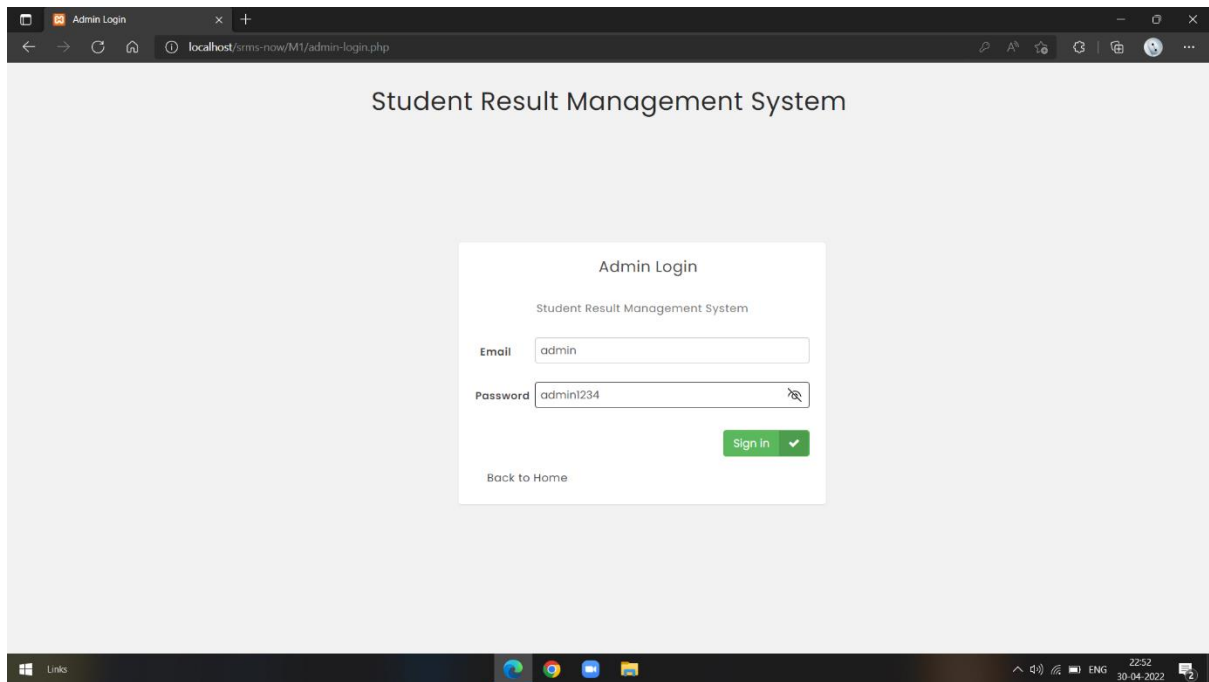 Admin Login
localhost/srms-now/M1/admin-login.php
Student Result Management System
Admin Login
Student Result Management System
Email admin
Password admin1234
Sign in
Back to Home
Links
ENG
22:52
30-04-2022
2